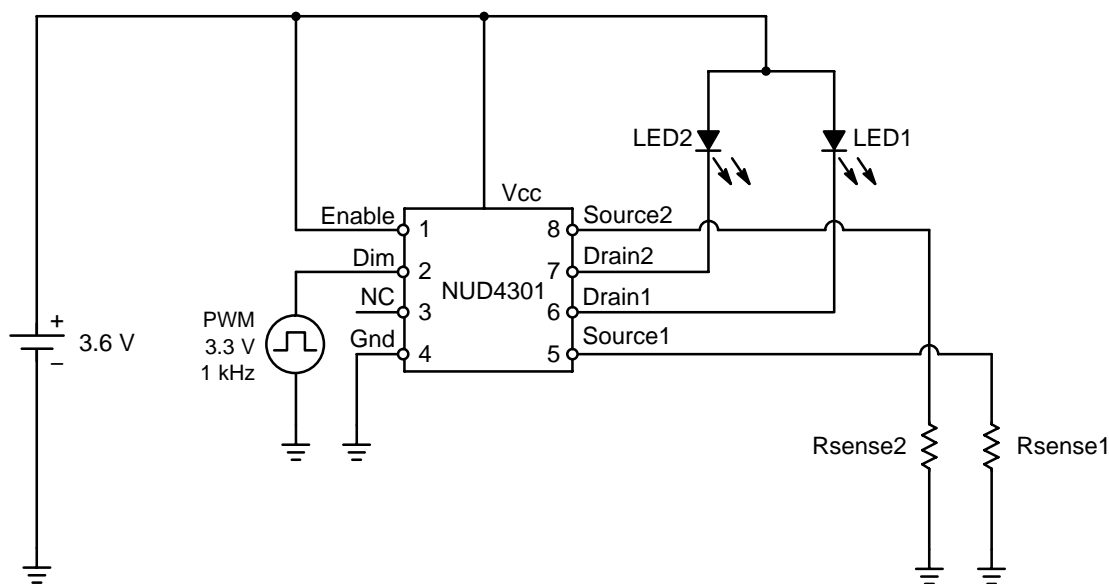 LED2
LED1
Vcc
Enable
1
8
Source2
Dim
2
7
Drain2
NUD4301
NC
3
6
Drain1
Gnd
4
5
Source1
PWM
3.3 V
1 kHz
+
3.6 V
−
Rsense2
Rsense1